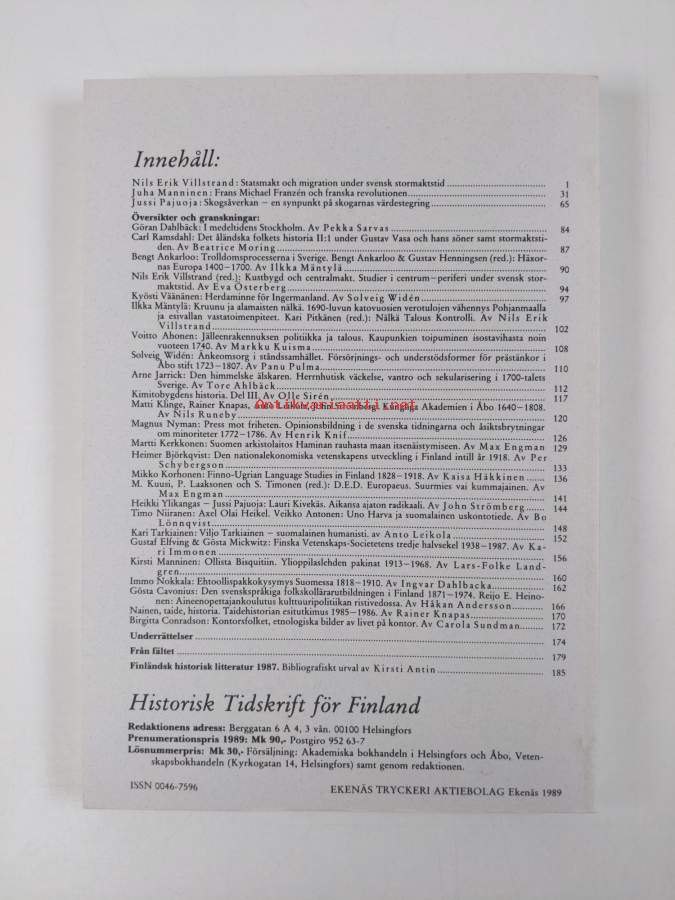 Innehåll:
Nils Erik Villstrand: Statsmakt och migration under svensk stormaktstid 1
Juha Manninen: Frans Michael Franzén och franska revolutionen 31
Jussi Pajuoja: Skogsåverkan – en synpunkt på skogarnas värdestegring 65
Översikter och granskningar:
Göran Dahlbäck: I medeltidens Stockholm. Av Pekka Sarvas 84
Carl Ramsdahl: Det åländska folkets historia II:1 under Gustav Vasa och hans söner samt stormaktsti-
den. Av Beatrice Moring 87
Bengt Ankarloo: Trolldomsprocesserna i Sverige. Bengt Ankarloo & Gustav Henningsen (red.): Häxor-
nas Europa 1400–1700. Av Ilkka Mäntylä 90
Nils Erik Villstrand (red.): Kustbygd och centralmakt. Studier i centrum–periferi under svensk stor-
maktstid. Av Eva Österberg 94
Kyösti Väänänen: Herdaminne för Ingermanland. Av Solveig Widén 97
Ilkka Mäntylä: Kruunu ja alamaisten nälkä. 1690-luvun katovuosien verotulojen vähennys Pohjanmaalla
ja esivallan vastatoimenpiteet. Kari Pitkänen (red.): Nälkä Talous Kontrolli. Av Nils Erik
Villstrand 102
Voitto Ahonen: Jälleenrakennuksen politiikka ja talous. Kaupunkien toipuminen isostavihasta noin
vuoteen 1740. Av Markku Kuisma 108
Solveig Widén: Änkeomsorg i ståndssamhället. Försörjnings- och understödsformer för prästänkor i
Åbo stift 1723–1807. Av Panu Pulma 110
Arne Jarrick: Den himmelske älskaren. Herrnhutisk väckelse, vantro och sekularisering i 1700-talets
Sverige. Av Tore Ahlbäck 112
Kimitobygdens historia. Del III. Av Olle Sirén 117
Matti Klinge, Rainer Knapas, Anto Leikola, John Strömberg: Kungliga Akademien i Åbo 1640–1808.
Av Nils Runeby 120
Magnus Nyman: Press mot friheten. Opinionsbildning i de svenska tidningarna och åsiktsbrytningar
om minoriteter 1772–1786. Av Henrik Knif 126
Martti Kerkkonen: Suomen arkistolaitos Haminan rauhasta maan itsenäistymiseen. Av Max Engman 129
Heimer Björkqvist: Den nationalekonomiska vetenskapens utveckling i Finland intill år 1918. Av Per
Schybergson 133
Mikko Korhonen: Finno-Ugrian Language Studies in Finland 1828–1918. Av Kaisa Häkkinen 136
M. Kuusi, P. Laaksonen och S. Timonen (red.): D.E.D. Europaeus. Suurmies vai kummajainen. Av
Max Engman 141
Heikki Ylikangas – Jussi Pajuoja: Lauri Kivekäs. Aikansa ajaton radikaali. Av John Strömberg 144
Timo Niiranen: Axel Olai Heikel. Veikko Antonen: Uno Harva ja suomalainen uskontotiede. Av Bo
Lönnqvist 148
Kari Tarkiainen: Viljo Tarkiainen – suomalainen humanisti. av Anto Leikola 152
Gustaf Elfving & Gösta Mickwitz: Finska Vetenskaps-Societetens tredje halvsekel 1938–1987. Av Ka-
ri Immonen 156
Kirsti Manninen: Ollista Bisquitiin. Ylioppilaslehden pakinat 1913–1968. Av Lars-Folke Land-
gren 160
Immo Nokkala: Ehtoollispakkokysymys Suomessa 1818–1910. Av Ingvar Dahlbacka 162
Gösta Cavonius: Den svenskspråkiga folkskollärarutbildningen i Finland 1871–1974. Reijo E. Heino-
nen: Aineenopettajankoulutus kulttuuripolitiikan ristivedossa. Av Håkan Andersson 166
Nainen, taide, historia. Taidehistorian esitutkimus 1985–1986. Av Rainer Knapas 170
Birgitta Conradson: Kontorsfolket, etnologiska bilder av livet på kontor. Av Carola Sundman 172
Underrättelser 174
Från fältet 179
Finländsk historisk litteratur 1987. Bibliografiskt urval av Kirsti Antin 185
Historisk Tidskrift för Finland
Redaktionens adress: Berggatan 6 A 4, 3 vån. 00100 Helsingfors
Prenumerationspris 1989: Mk 90,- Postgiro 952 63-7
Lösnummerpris: Mk 30,- Försäljning: Akademiska bokhandeln i Helsingfors och Åbo, Veten-
skapsbokhandeln (Kyrkogatan 14, Helsingfors) samt genom redaktionen.
ISSN 0046-7596
EKENÄS TRYCKERI AKTIEBOLAG Ekenäs 1989